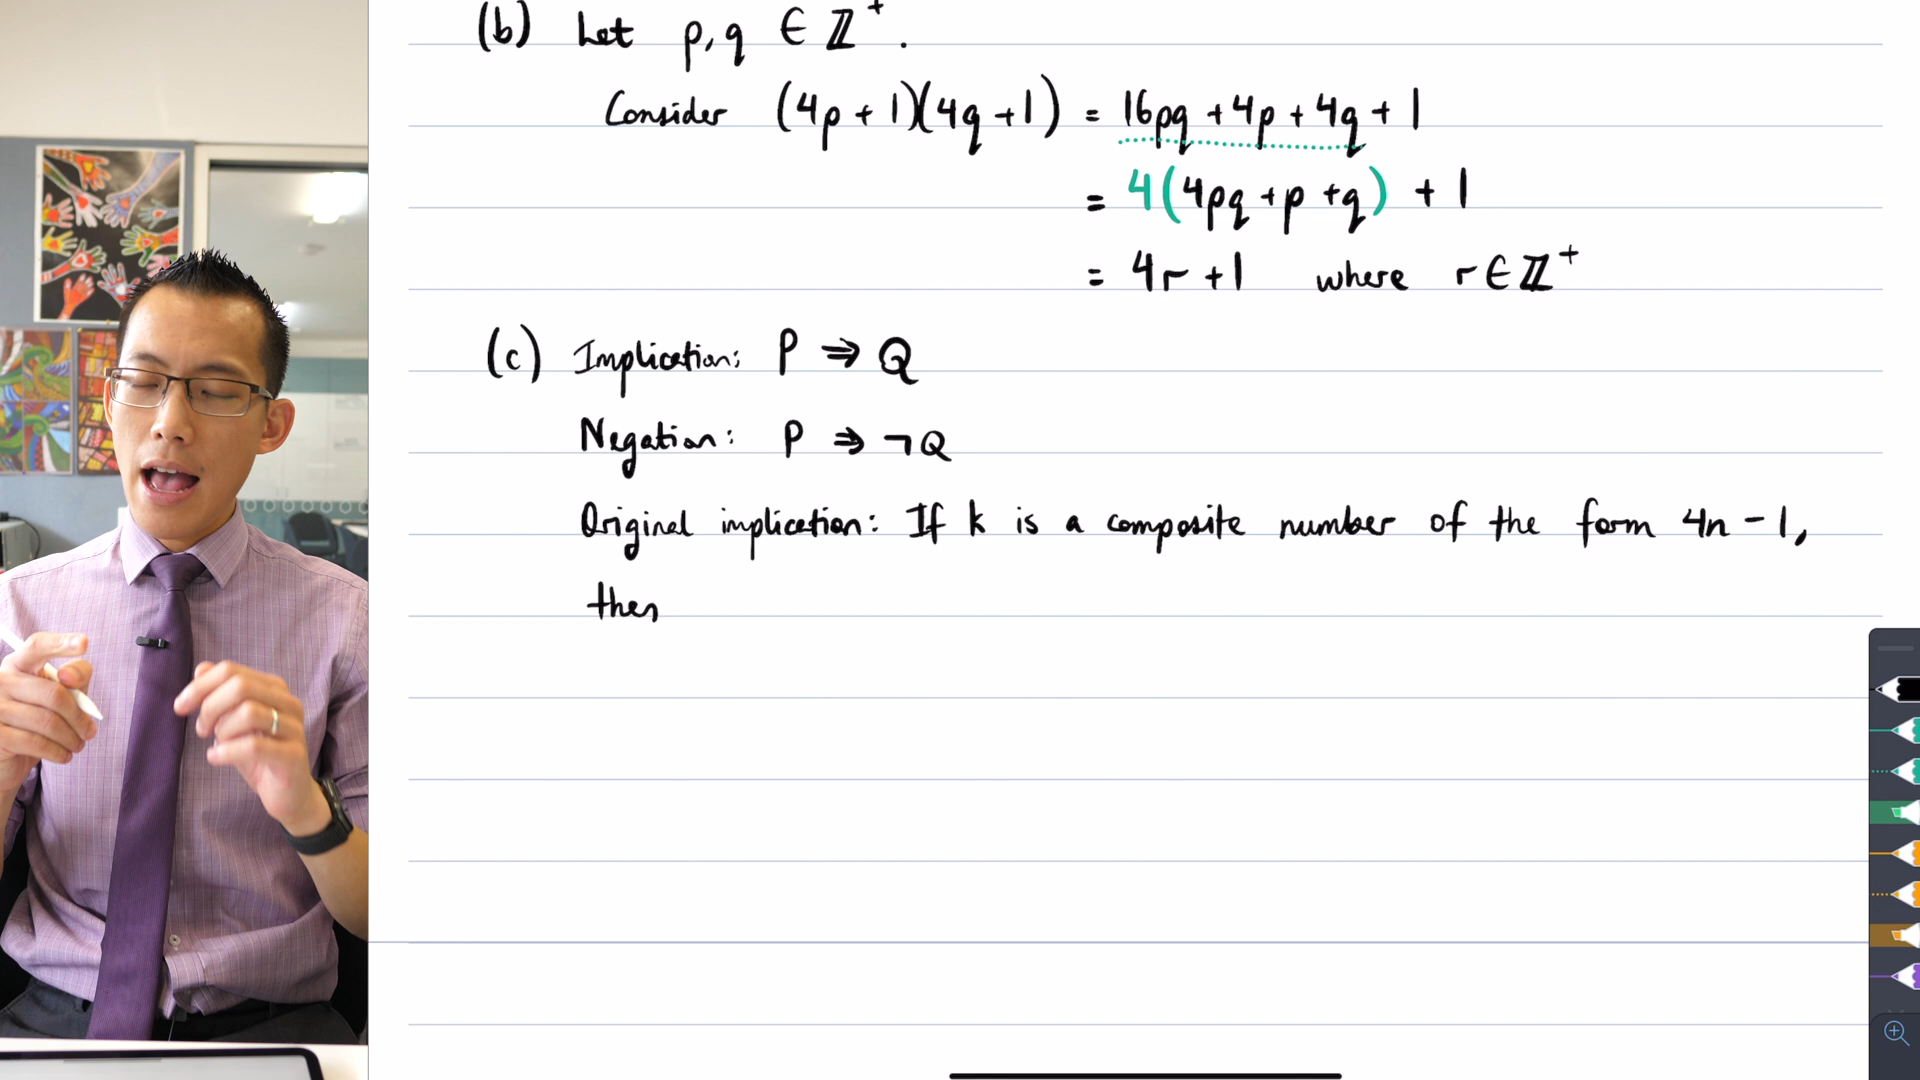 (b) Let p, q ∈ ℤ⁺.
Consider (4p + 1)(4q + 1) = 16pq + 4p + 4q + 1
= 4(4pq + p + q) + 1
= 4r + 1 where r ∈ ℤ⁺
(c) Implication: P ⇒ Q
Negation: P ⇒ ¬Q
Original implication: If k is a composite number of the form 4n - 1,
then